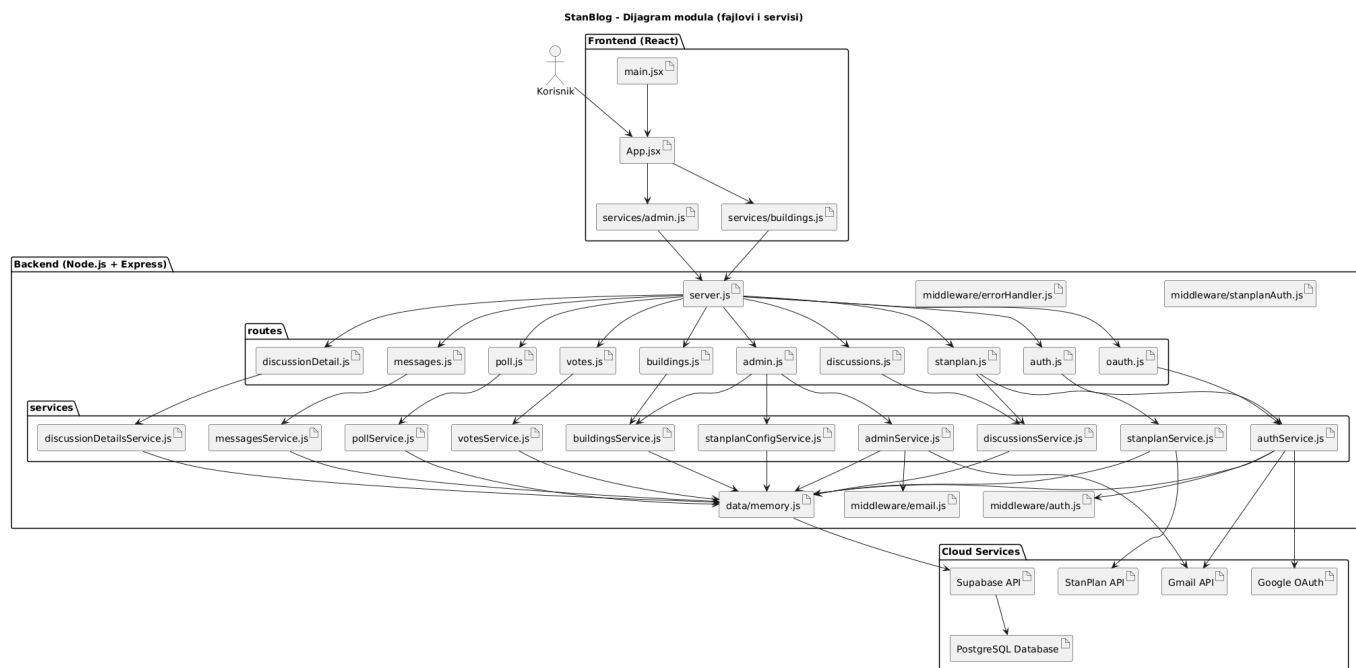 StanBlog - Dijagram modula (fajlovi i servisi)
Frontend (React)
main.jsx
Korisnik
App.jsx
services/admin.js
services/buildings.js
Backend (Node.js + Express)
server.js
middleware/errorHandler.js
middleware/stanplanAuth.js
routes
discussionDetail.js
messages.js
poll.js
votes.js
buildings.js
admin.js
discussions.js
stanplan.js
auth.js
oauth.js
services
discussionDetailsService.js
messagesService.js
pollService.js
votesService.js
buildingsService.js
stanplanConfigService.js
adminService.js
discussionsService.js
stanplanService.js
authService.js
data/memory.js
middleware/email.js
middleware/auth.js
Cloud Services
Supabase API
StanPlan API
Gmail API
Google OAuth
PostgreSQL Database